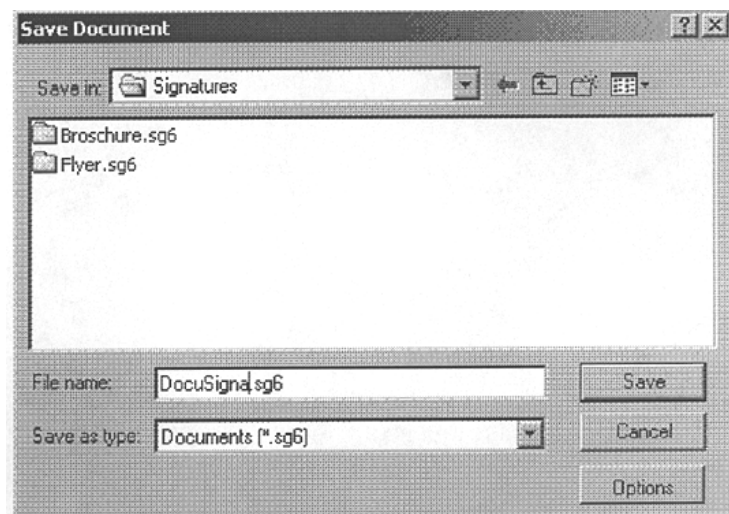 Save Document
Save in: Signatures
Broschure.sg6
Flyer.sg6
File name: DocuSigna.sg6 Save
Save as type: Documents (*.sg6) Cancel
Options